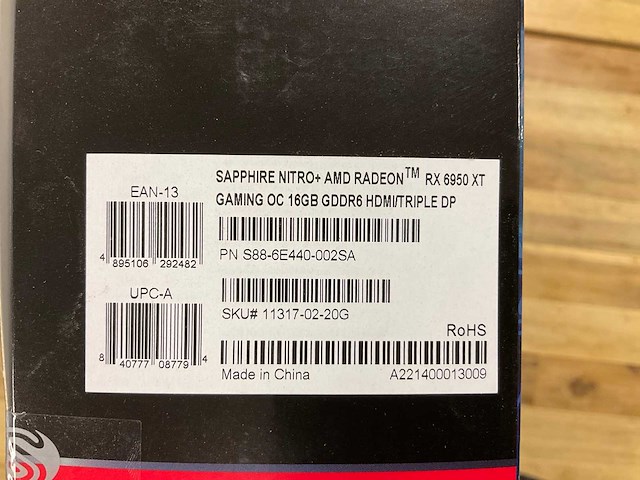 SAPPHIRE NITRO+ AMD RADEON™ RX 6950 XT
GAMING OC 16GB GDDR6 HDMI/TRIPLE DP
EAN-13
4 895106 292482
PN S88-6E440-002SA
UPC-A
8 40777 08779 4
SKU# 11317-02-20G
RoHS
Made in China
A221400013009